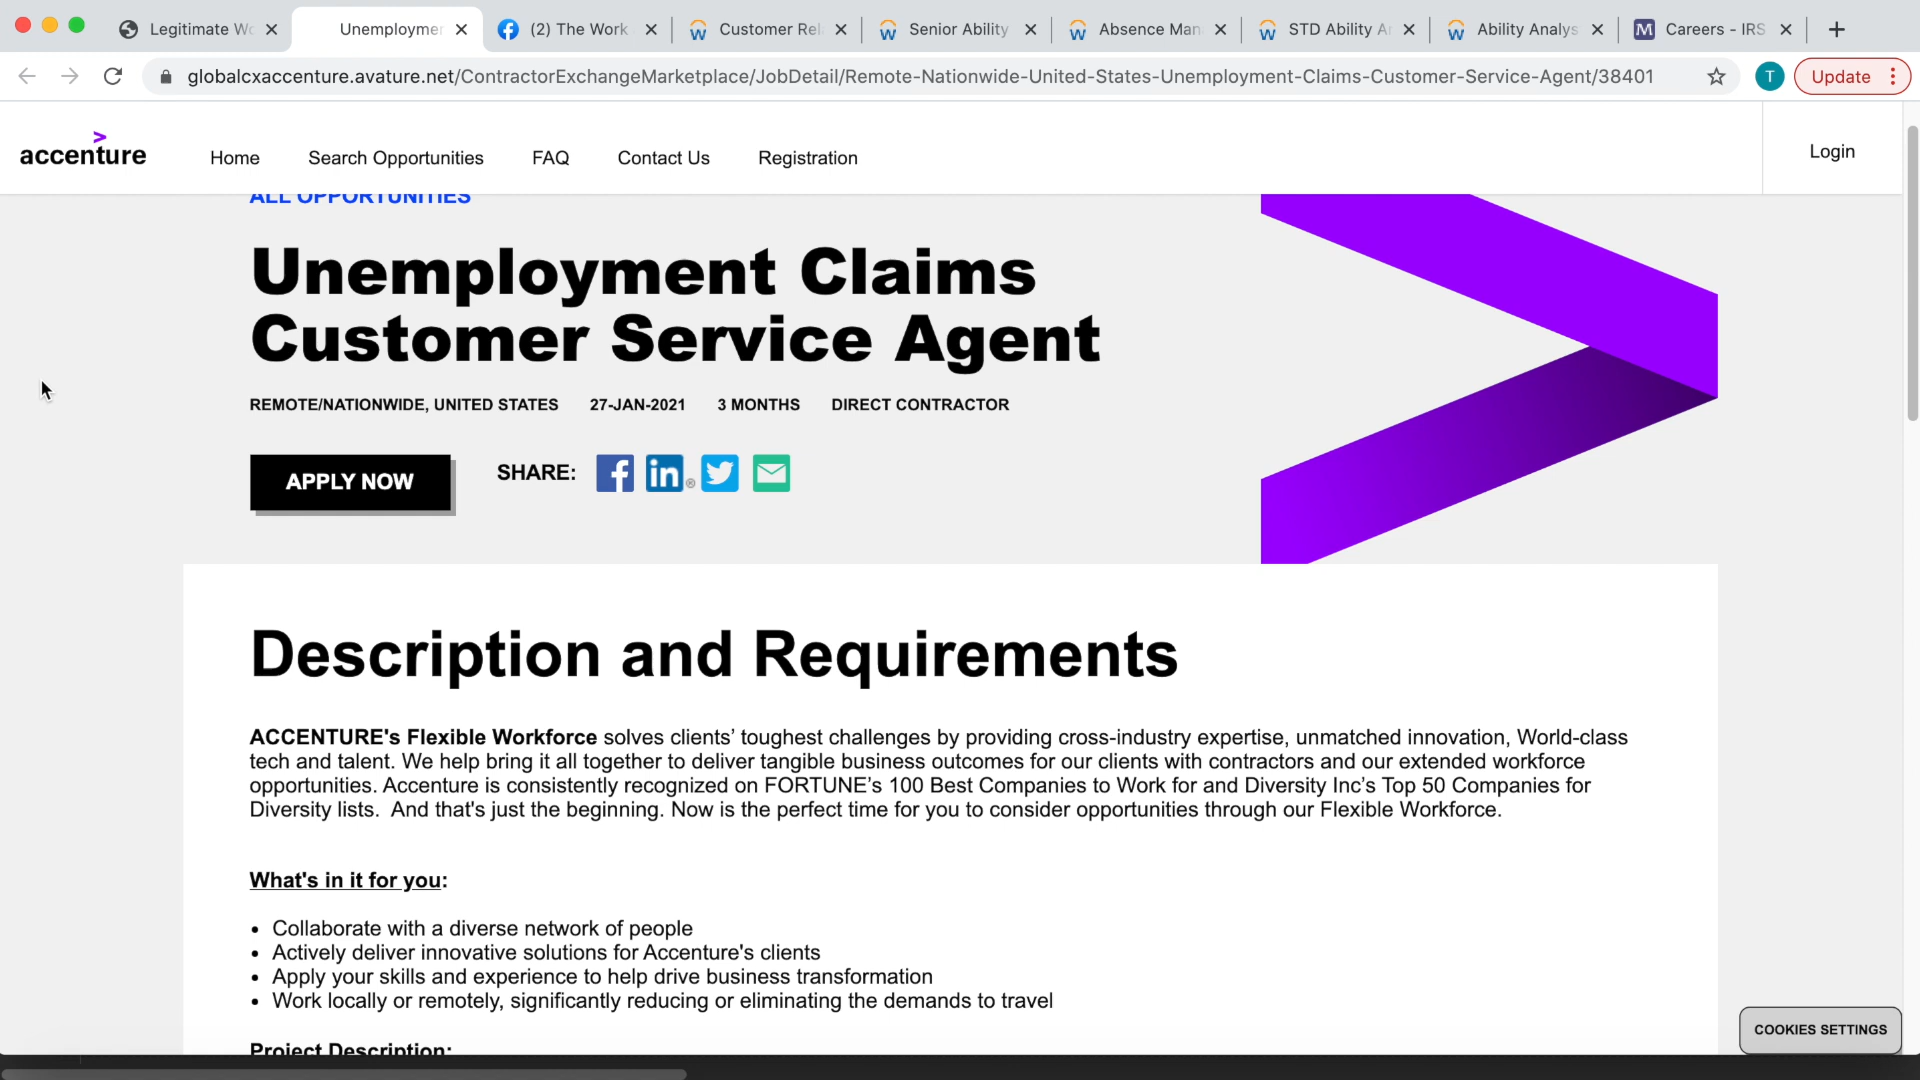 Legitimate Wo
Unemploymen
(2) The Work
Customer Rel
Senior Ability
Absence Man
STD Ability An
Ability Analys
Careers - IRS
globalcxaccenture.avature.net/ContractorExchangeMarketplace/JobDetail/Remote-Nationwide-United-States-Unemployment-Claims-Customer-Service-Agent/38401
T
Update
accenture
Home
Search Opportunities
FAQ
Contact Us
Registration
Login
ALL OPPORTUNITIES
Unemployment Claims
Customer Service Agent
REMOTE/NATIONWIDE, UNITED STATES 27-JAN-2021 3 MONTHS DIRECT CONTRACTOR
APPLY NOW
SHARE:
Description and Requirements
ACCENTURE's Flexible Workforce solves clients’ toughest challenges by providing cross-industry expertise, unmatched innovation, World-class
tech and talent. We help bring it all together to deliver tangible business outcomes for our clients with contractors and our extended workforce
opportunities. Accenture is consistently recognized on FORTUNE’s 100 Best Companies to Work for and Diversity Inc’s Top 50 Companies for
Diversity lists. And that's just the beginning. Now is the perfect time for you to consider opportunities through our Flexible Workforce.
What's in it for you:
• Collaborate with a diverse network of people
• Actively deliver innovative solutions for Accenture's clients
• Apply your skills and experience to help drive business transformation
• Work locally or remotely, significantly reducing or eliminating the demands to travel
Project Description:
COOKIES SETTINGS